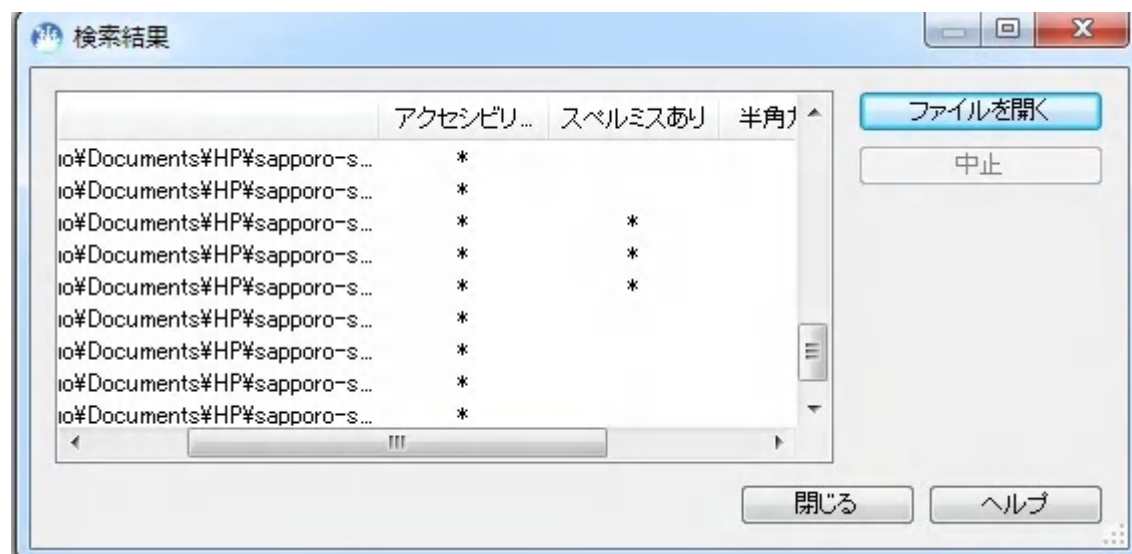 検索結果
アクセシビリ... スペルミスあり 半角カ
ファイルを開く
中止
io¥Documents¥HP¥sapporo-s... *
io¥Documents¥HP¥sapporo-s... *
io¥Documents¥HP¥sapporo-s... * *
io¥Documents¥HP¥sapporo-s... * *
io¥Documents¥HP¥sapporo-s... * *
io¥Documents¥HP¥sapporo-s... *
io¥Documents¥HP¥sapporo-s... *
io¥Documents¥HP¥sapporo-s... *
io¥Documents¥HP¥sapporo-s... *
閉じる
ヘルプ